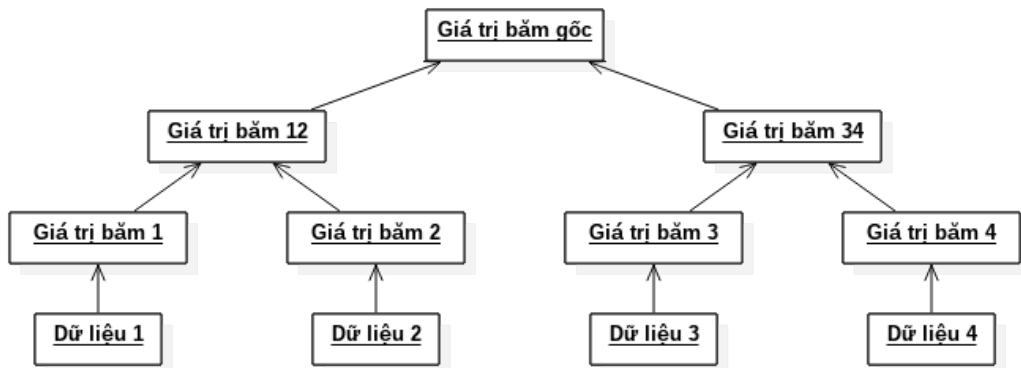 Giá trị băm gốc
Giá trị băm 12
Giá trị băm 34
Giá trị băm 1
Giá trị băm 2
Giá trị băm 3
Giá trị băm 4
Dữ liệu 1
Dữ liệu 2
Dữ liệu 3
Dữ liệu 4